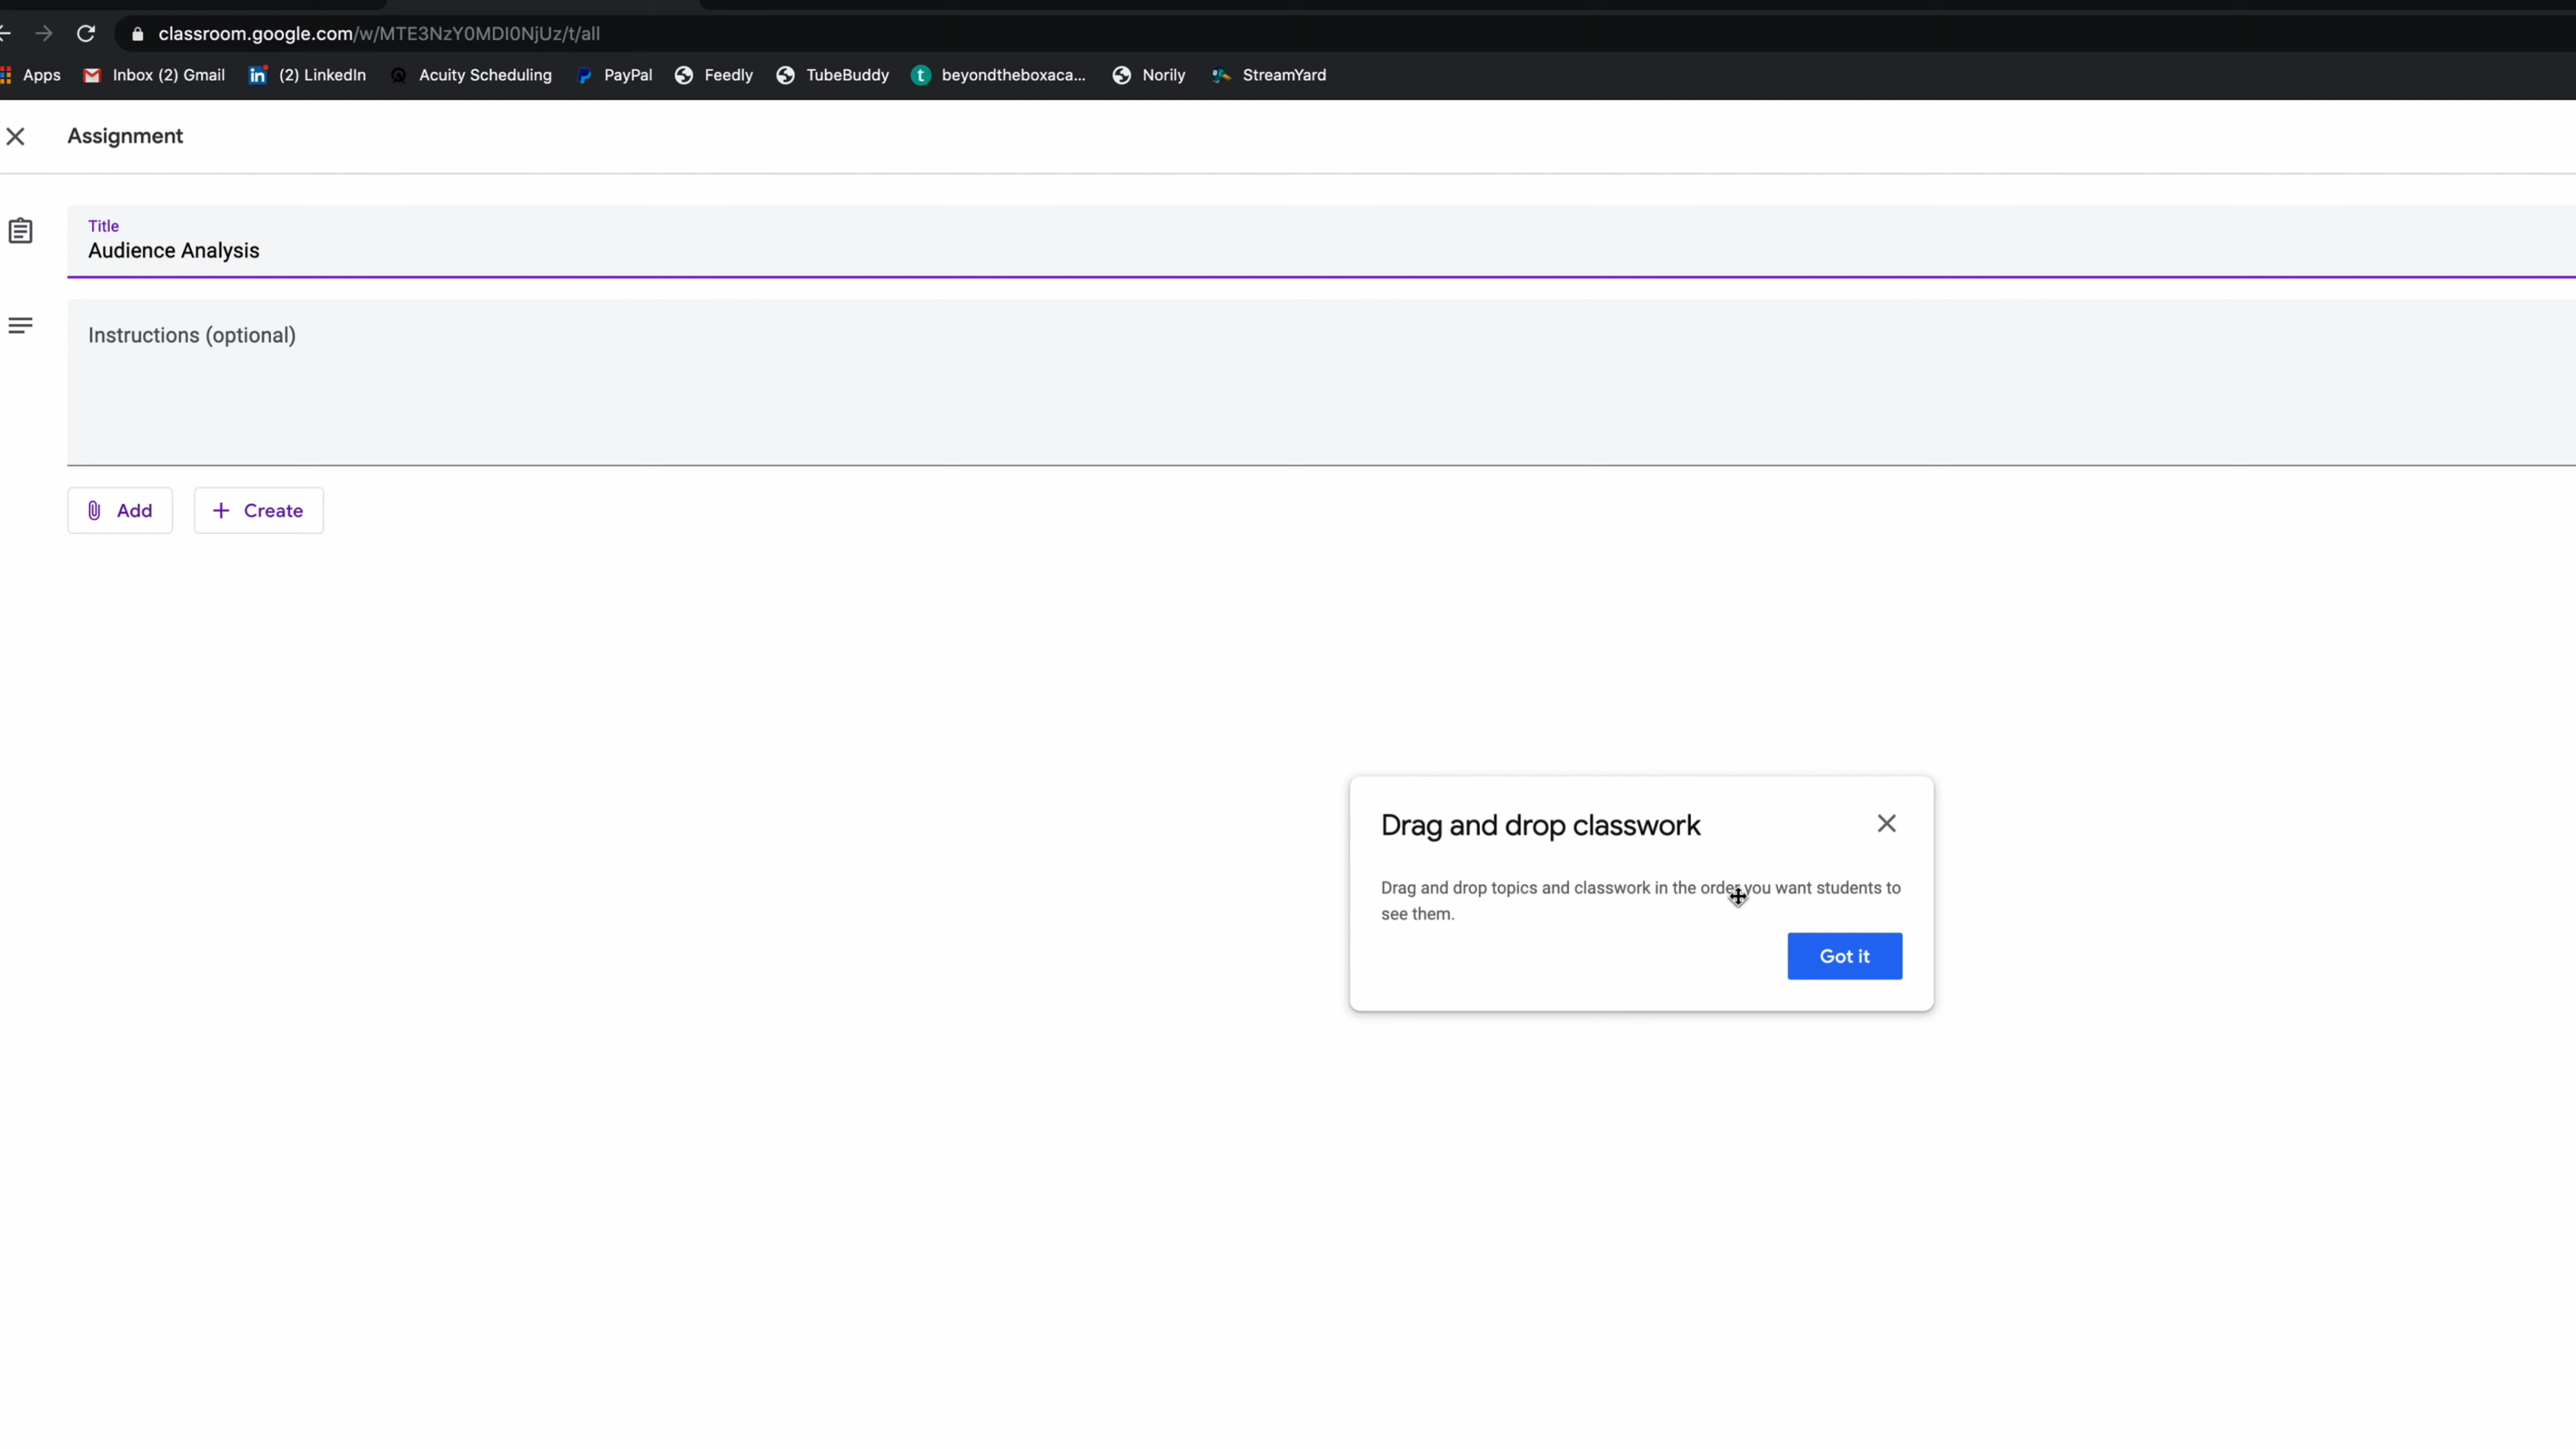 classroom.google.com/w/MTE3NzY0MDI0NjUz/t/all
Apps Inbox (2) Gmail (2) LinkedIn Acuity Scheduling PayPal Feedly TubeBuddy beyondtheboxaca... Norily StreamYard
Assignment
Title
Audience Analysis
Instructions (optional)
Add Create
Drag and drop classwork
Drag and drop topics and classwork in the order you want students to
see them.
Got it